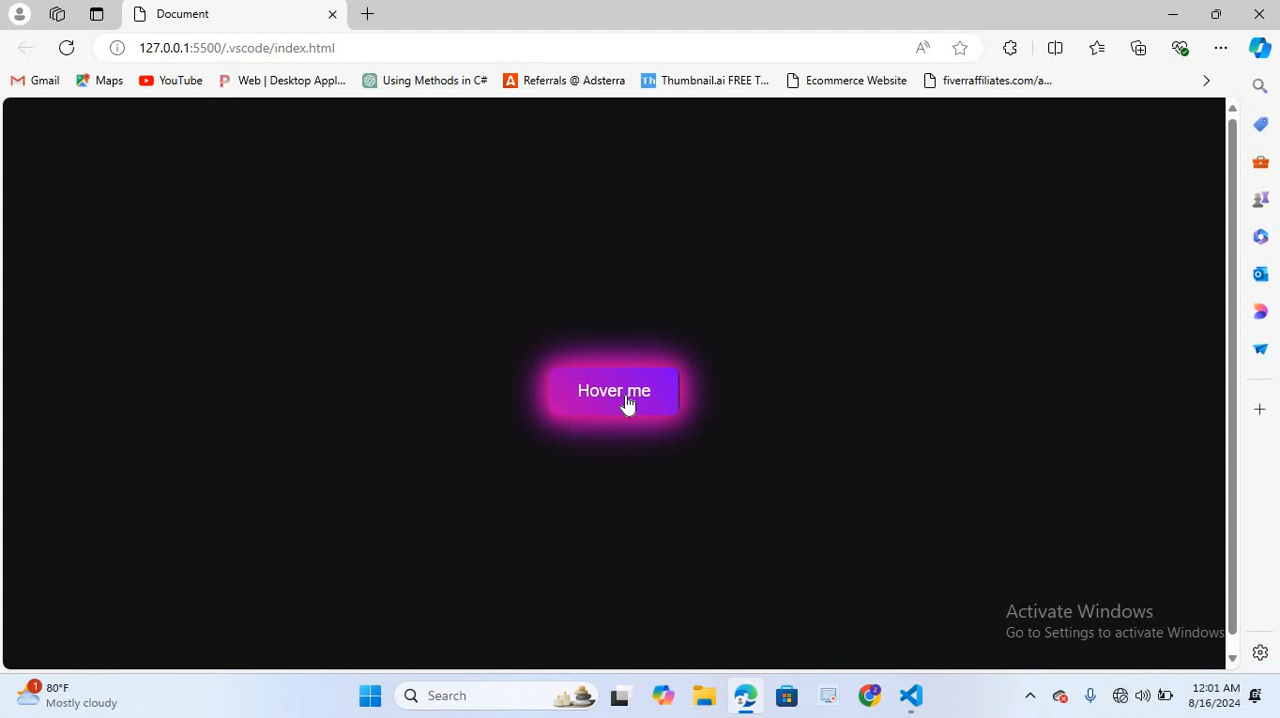 Document
127.0.0.1:5500/.vscode/index.html
Gmail
Maps
YouTube
Web | Desktop Appl...
Using Methods in C#
Referrals @ Adsterra
Th
Thumbnail.ai FREE T...
Ecommerce Website
fiverraffiliates.com/a...
Hover me
Activate Windows
Go to Settings to activate Windows
1
80°F
Mostly cloudy
Search
12:01 AM
8/16/2024